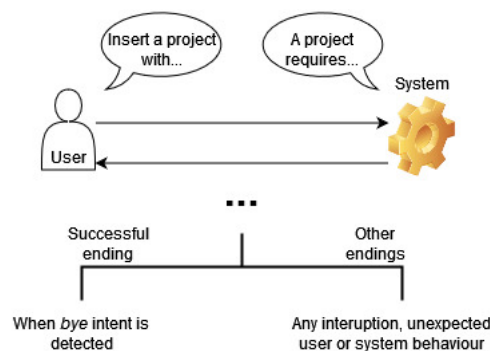 Insert a project
with...
A project
requires...
System
User
...
Successful
ending
Other
endings
When bye intent is
detected
Any interuption, unexpected
user or system behaviour